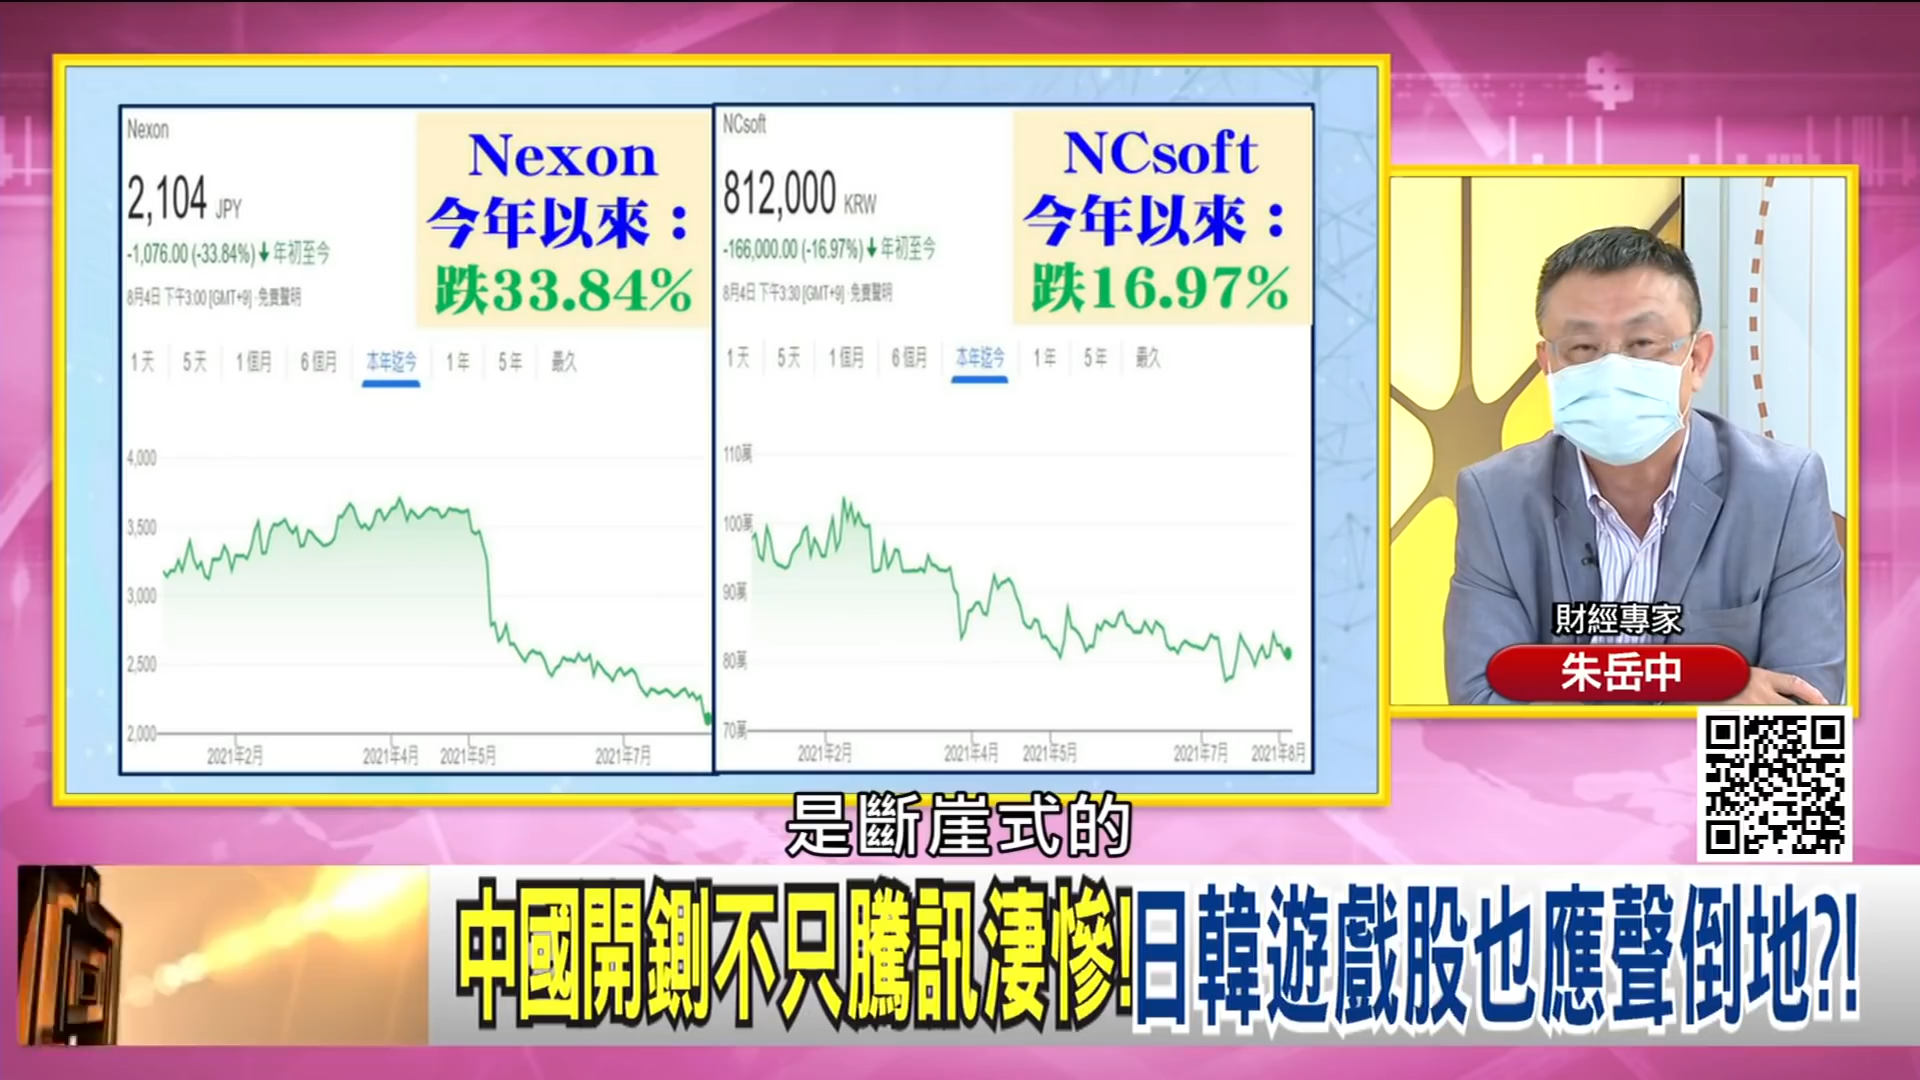 Nexon
2,104 JPY
-1,076.00 (-33.84%)↓年初至今
8月4日 下午3:00 [GMT+9]·免責聲明
Nexon
今年以來：
跌33.84%
1天 5天 1個月 6個月 本年迄今 1年 5年 最久
4,000
3,500
3,000
2,500
2,000
2021年2月 2021年4月 2021年5月 2021年7月
NCsoft
812,000 KRW
-166,000.00 (-16.97%)↓年初至今
8月4日 下午3:30 [GMT+9]·免責聲明
NCsoft
今年以來：
跌16.97%
1天 5天 1個月 6個月 本年迄今 1年 5年 最久
110萬
100萬
90萬
80萬
70萬
2021年2月 2021年4月 2021年5月 2021年7月 2021年8月
財經專家
朱岳中
是斷崖式的
中國開鍘不只騰訊淒慘!日韓遊戲股也應聲倒地?!